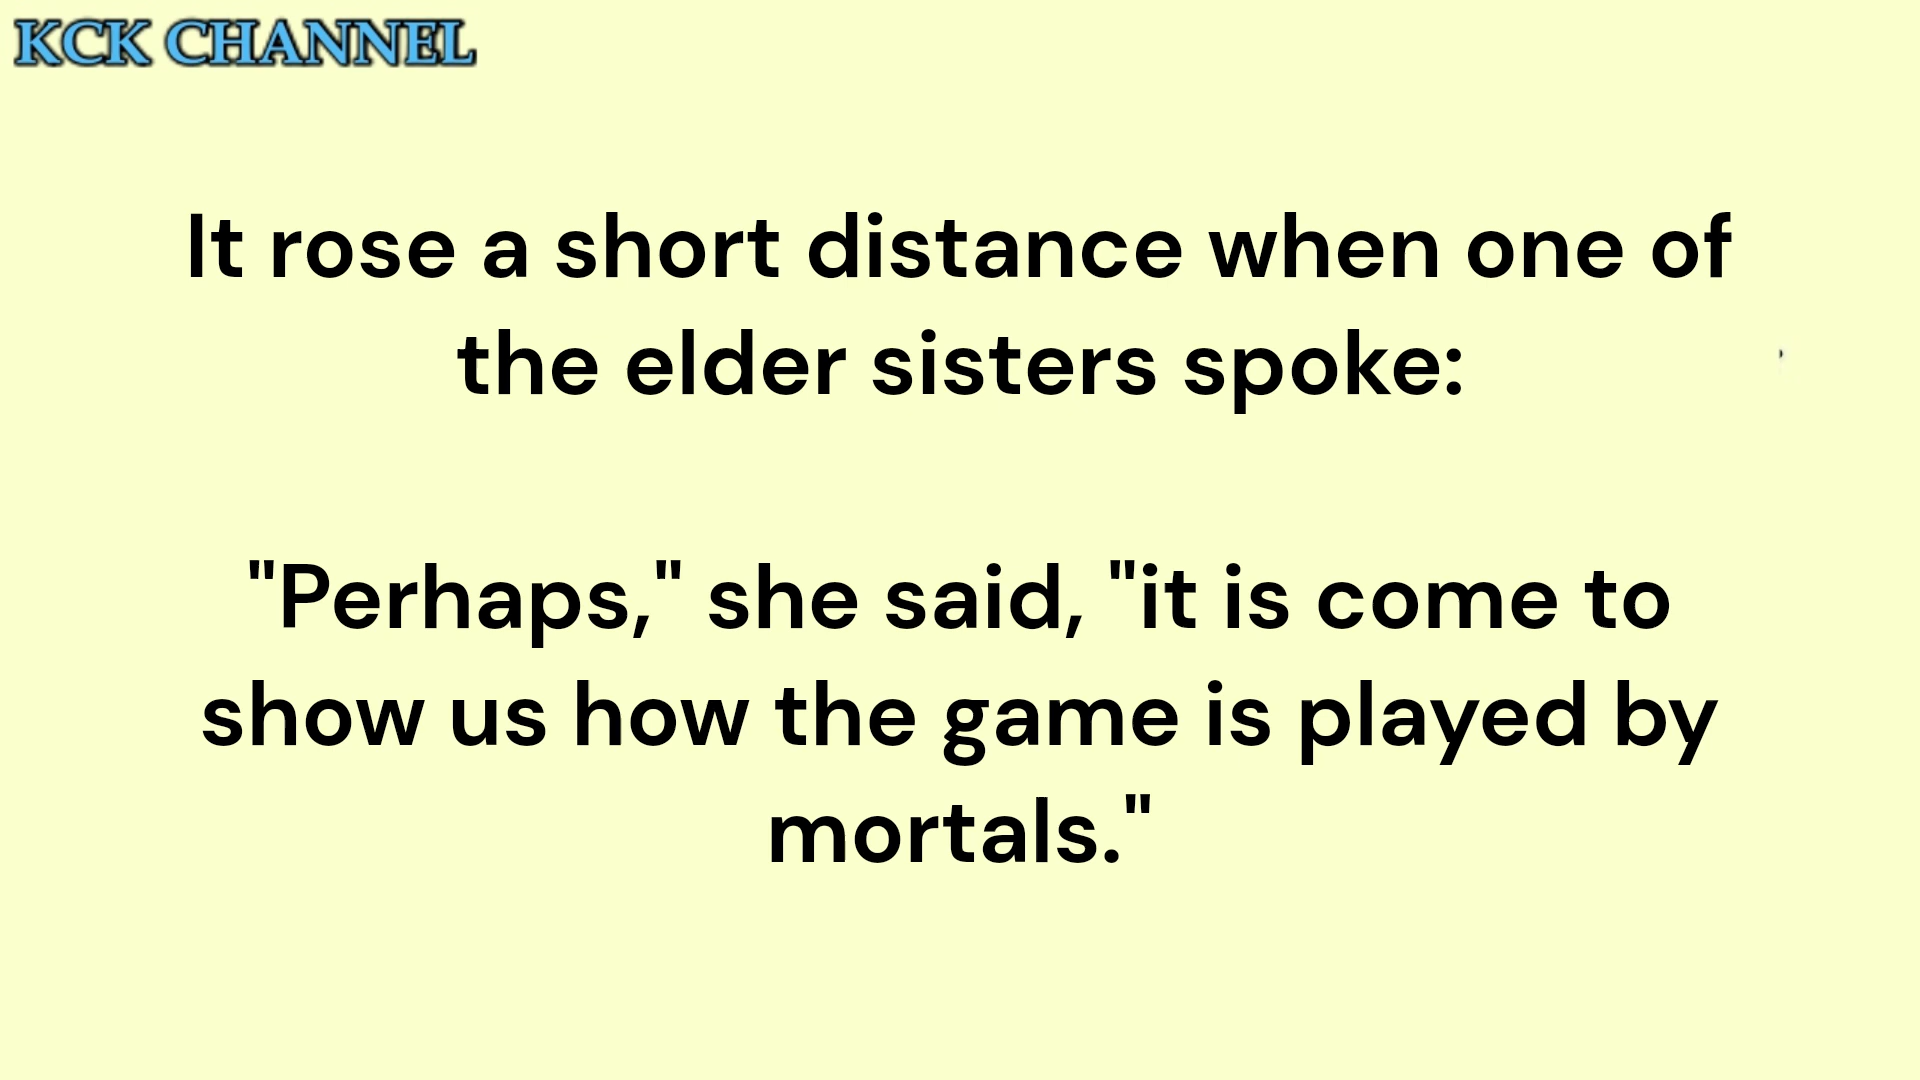 KCK CHANNEL
It rose a short distance when one of
the elder sisters spoke:
"Perhaps," she said, "it is come to
show us how the game is played by
mortals."